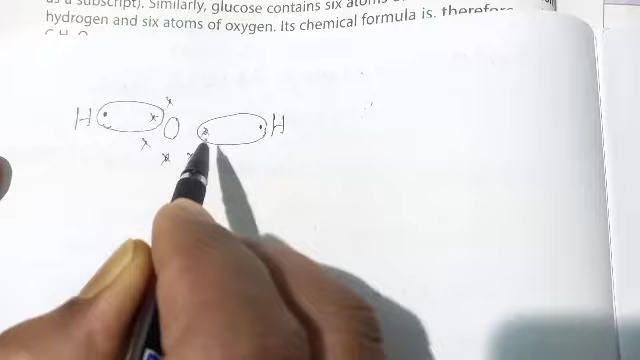 as a subscript). Similarly, glucose contains six atoms
hydrogen and six atoms of oxygen. Its chemical formula is, therefore
H O H